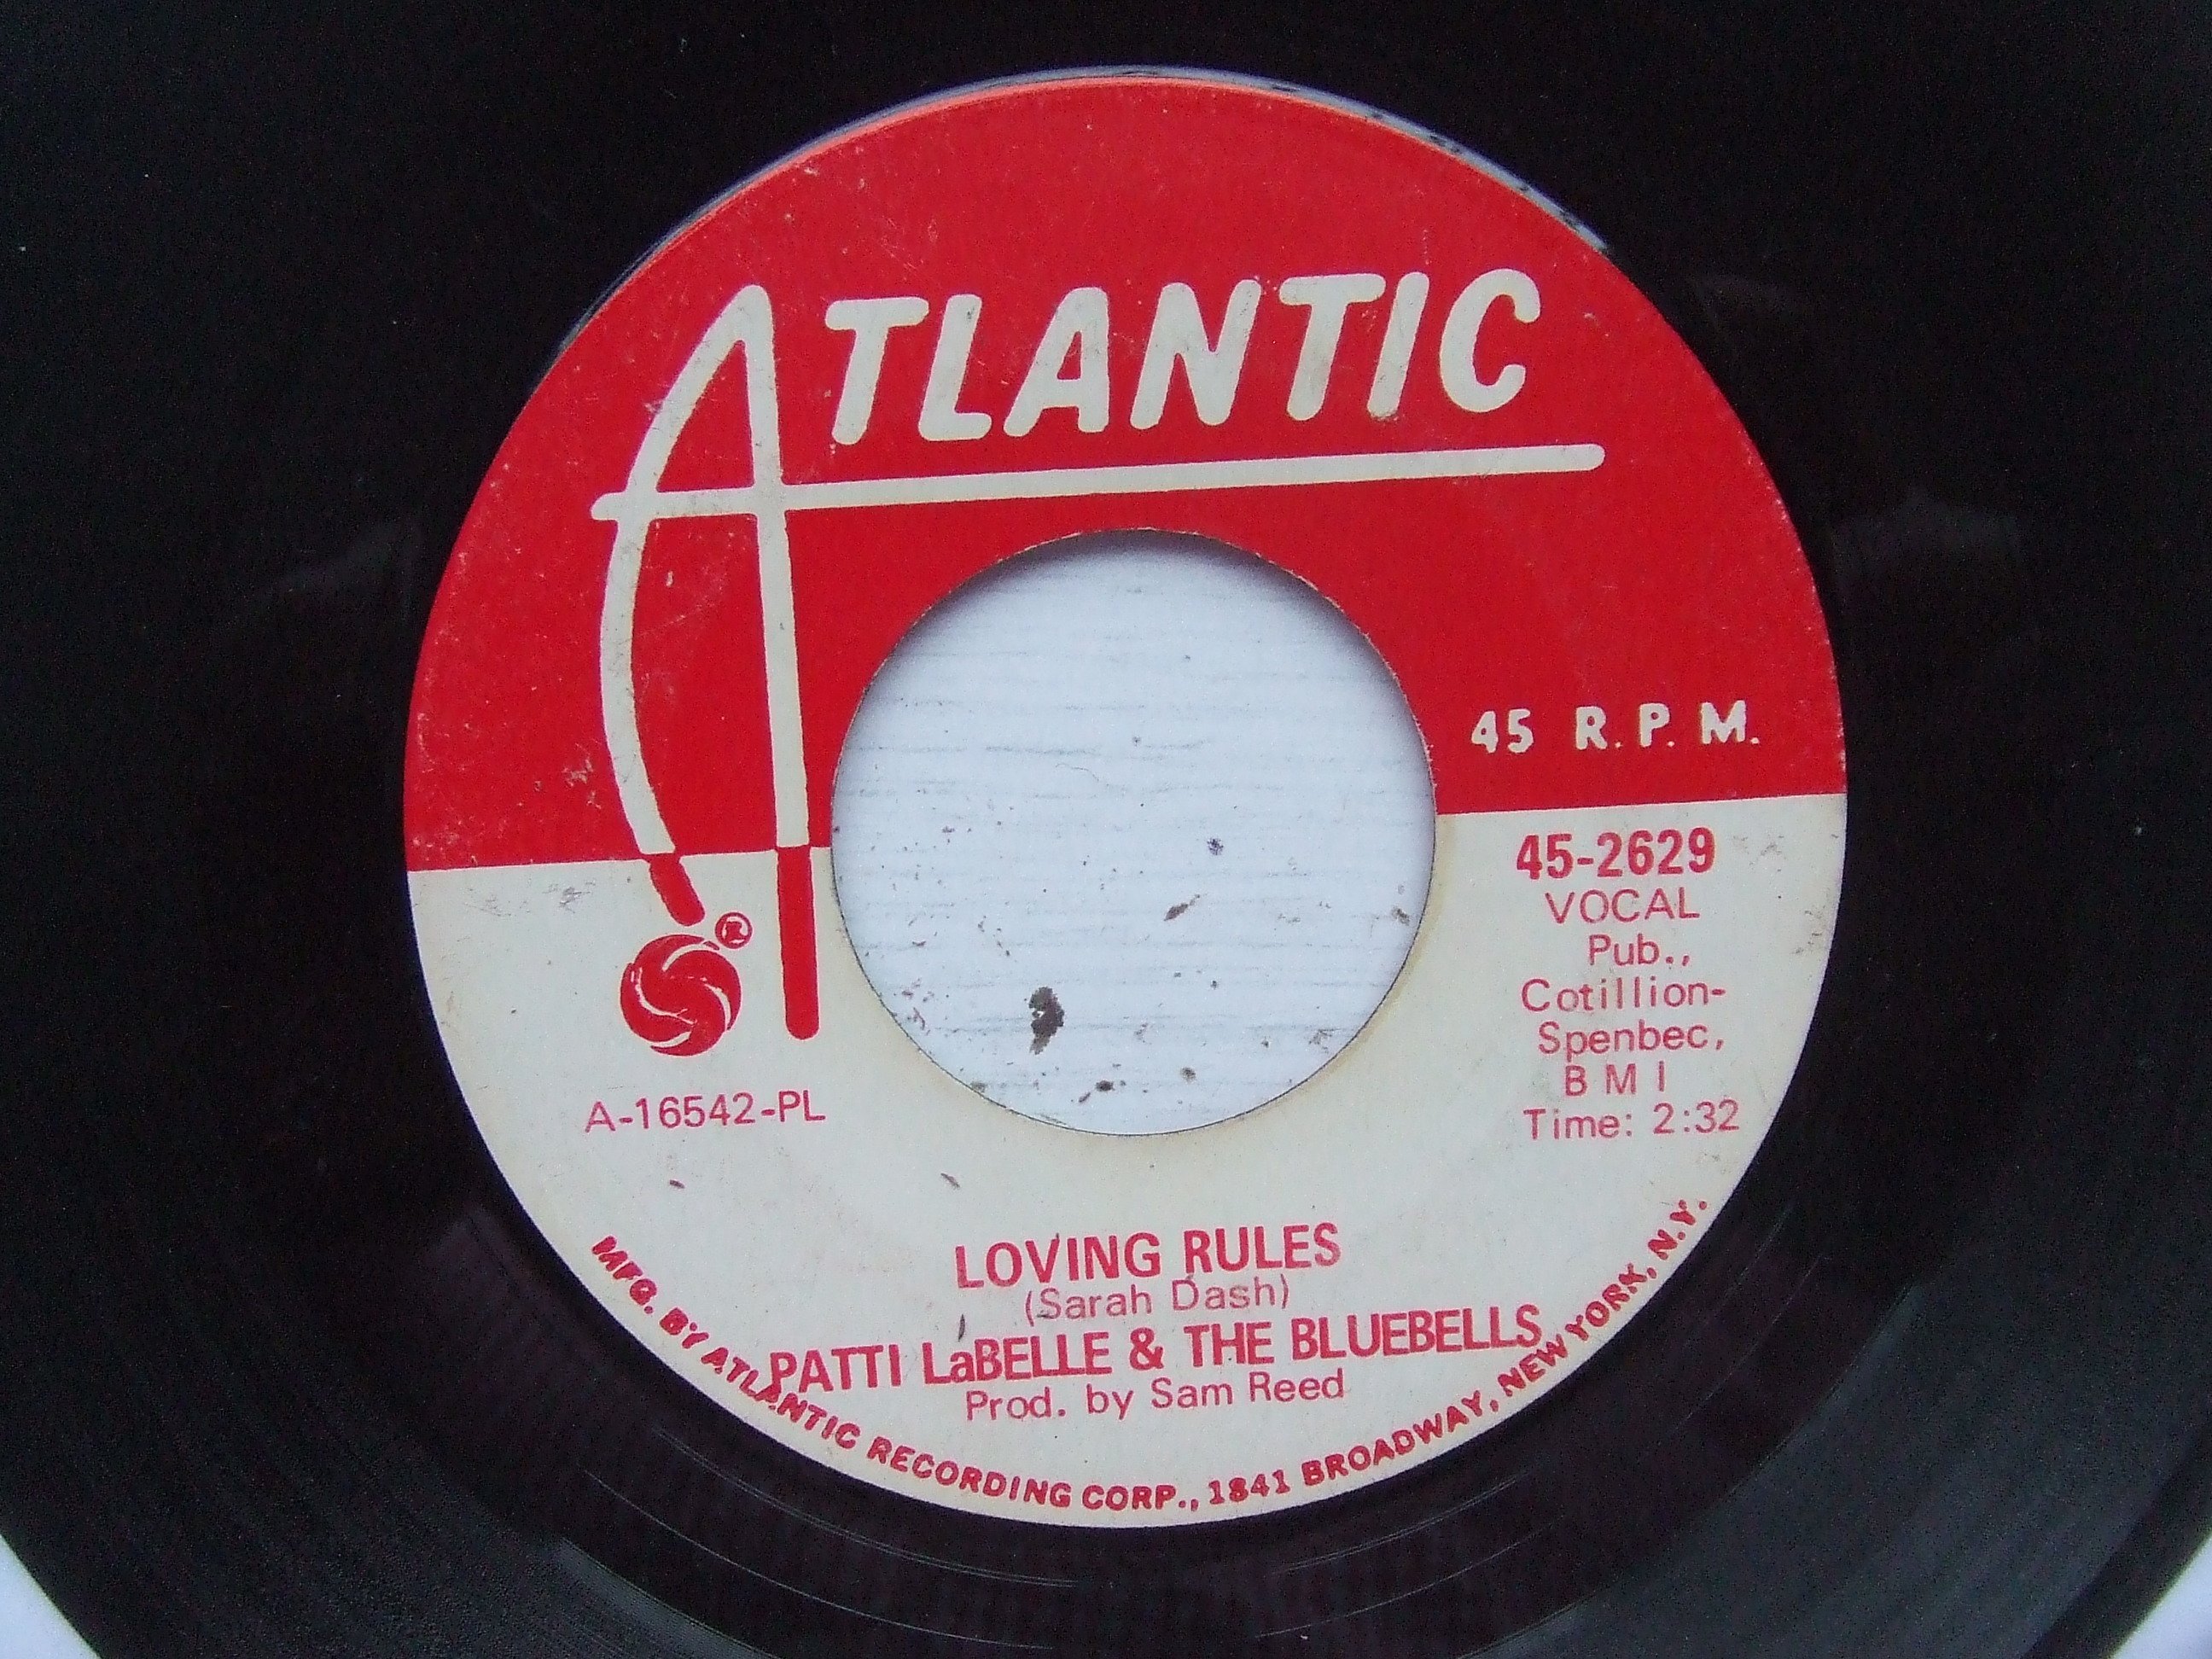 ATLANTIC
45 R.P.M.
45-2629
VOCAL
Pub.,
Cotillion-
Spenbec,
B M I
Time: 2:32
®
A-16542-PL
LOVING RULES
(Sarah Dash)
PATTI LaBELLE & THE BLUEBELLS
Prod. by Sam Reed
MFG. BY ATLANTIC RECORDING CORP., 1841 BROADWAY, NEW YORK, N.Y.